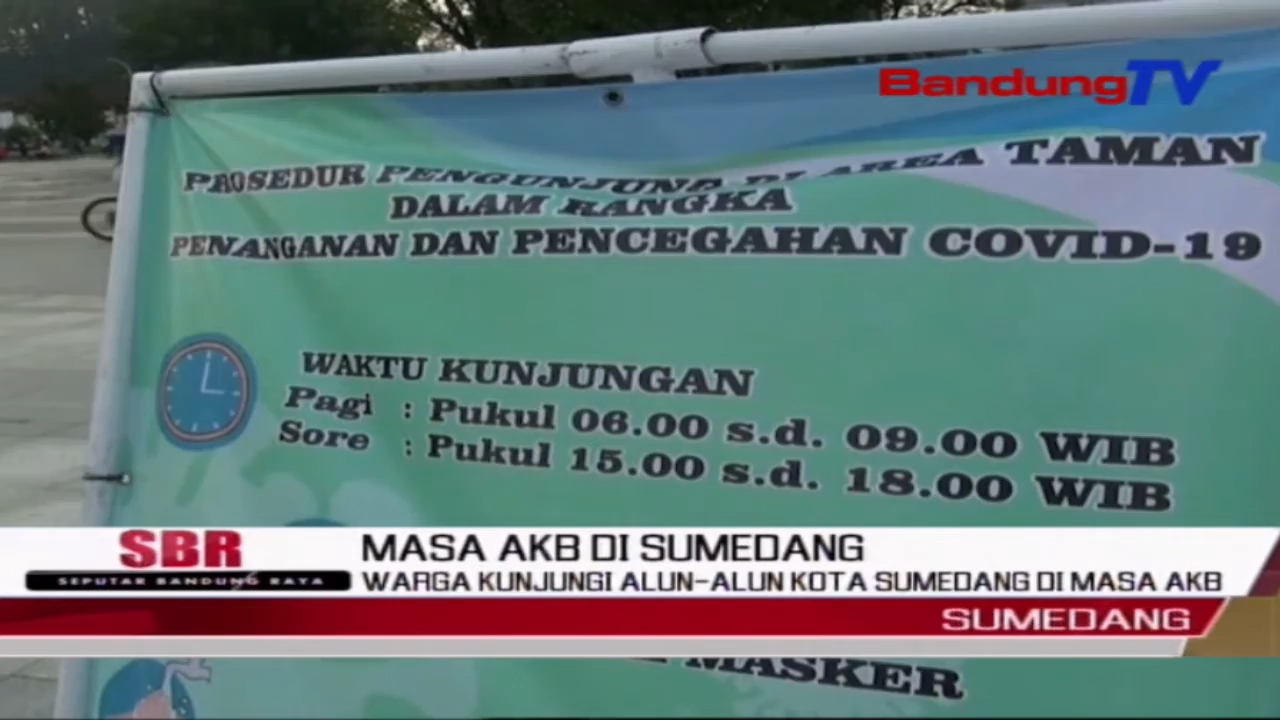 BandungTV
PROSEDUR PENGUNJUNG DI AREA TAMAN
DALAM RANGKA
PENANGANAN DAN PENCEGAHAN COVID-19
WAKTU KUNJUNGAN
Pagi : Pukul 06.00 s.d. 09.00 WIB
Sore : Pukul 15.00 s.d. 18.00 WIB
SBR
SEPUTAR BANDUNG RAYA
MASA AKB DI SUMEDANG
WARGA KUNJUNGI ALUN-ALUN KOTA SUMEDANG DI MASA AKB
SUMEDANG
MASKER